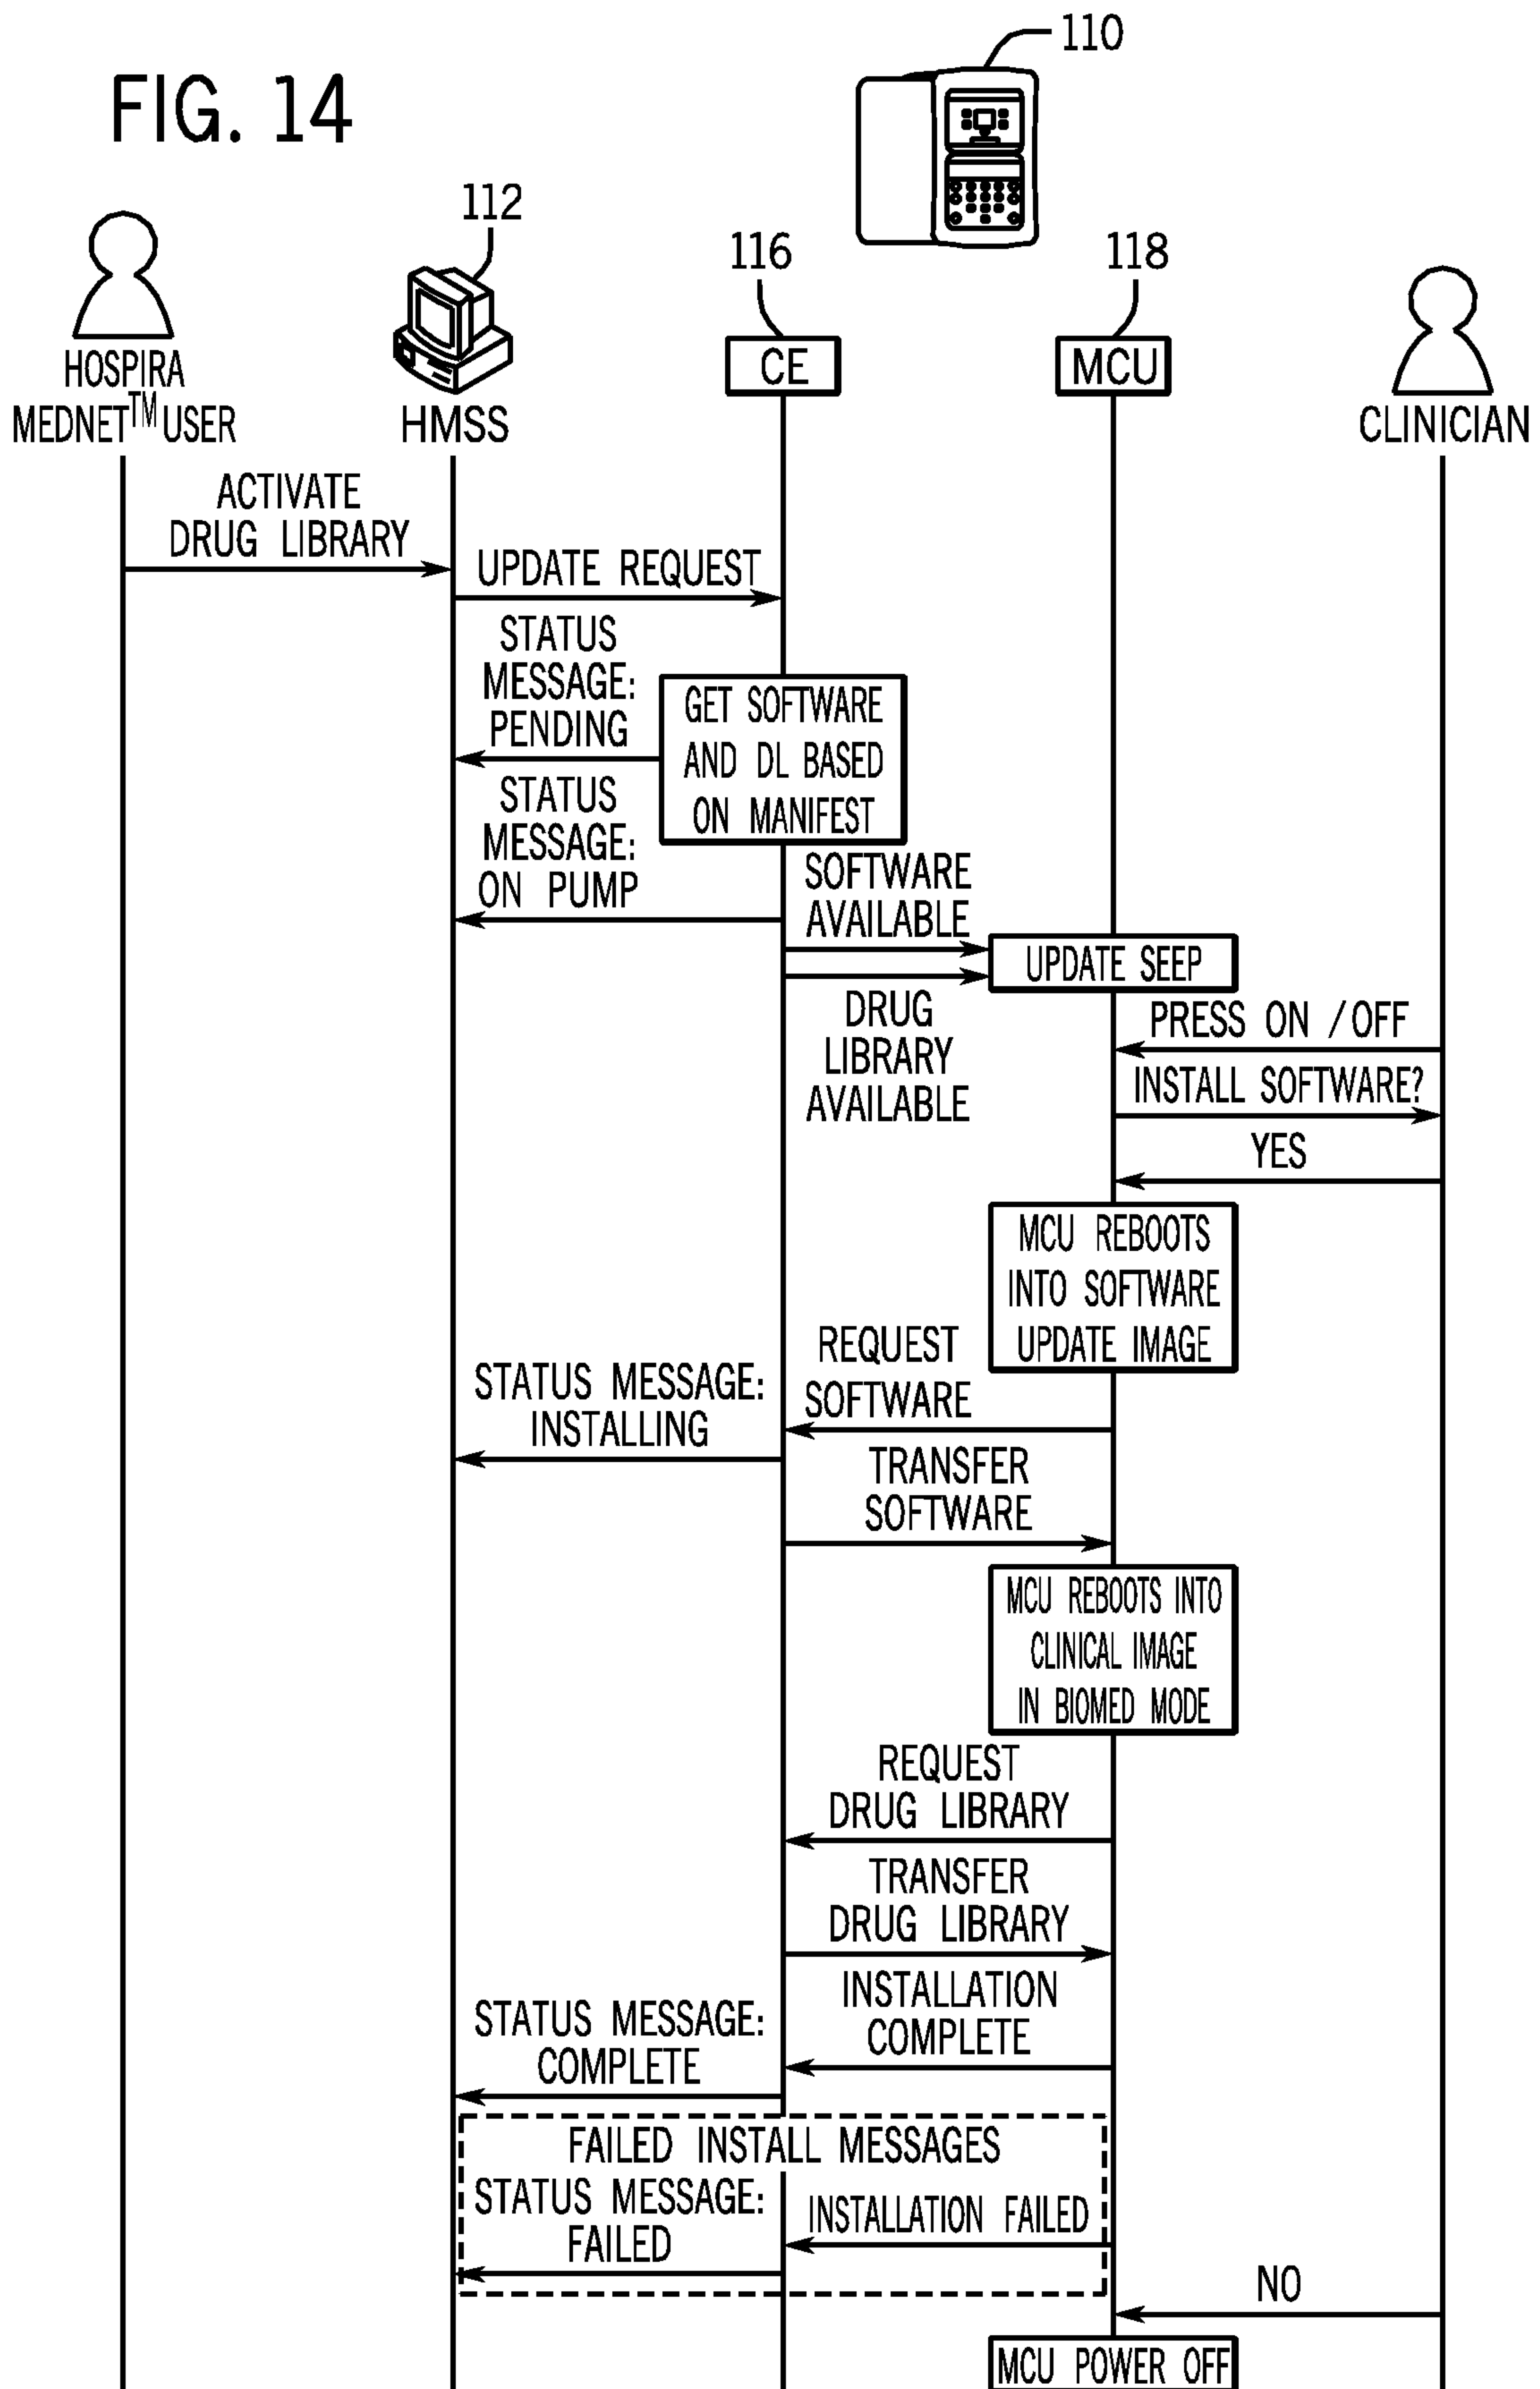 FIG. 14
110
112
116
118
HOSPIRA
MEDNET™ USER
HMSS
CE
MCU
CLINICIAN
ACTIVATE
DRUG LIBRARY
UPDATE REQUEST
STATUS
MESSAGE:
PENDING
GET SOFTWARE
AND DL BASED
ON MANIFEST
STATUS
MESSAGE:
ON PUMP
SOFTWARE
AVAILABLE
UPDATE SEEP
DRUG
LIBRARY
AVAILABLE
PRESS ON / OFF
INSTALL SOFTWARE?
YES
MCU REBOOTS
INTO SOFTWARE
UPDATE IMAGE
REQUEST
SOFTWARE
STATUS MESSAGE:
INSTALLING
TRANSFER
SOFTWARE
MCU REBOOTS INTO
CLINICAL IMAGE
IN BIOMED MODE
REQUEST
DRUG LIBRARY
TRANSFER
DRUG LIBRARY
INSTALLATION
COMPLETE
STATUS MESSAGE:
COMPLETE
FAILED INSTALL MESSAGES
STATUS MESSAGE:
FAILED
INSTALLATION FAILED
NO
MCU POWER OFF